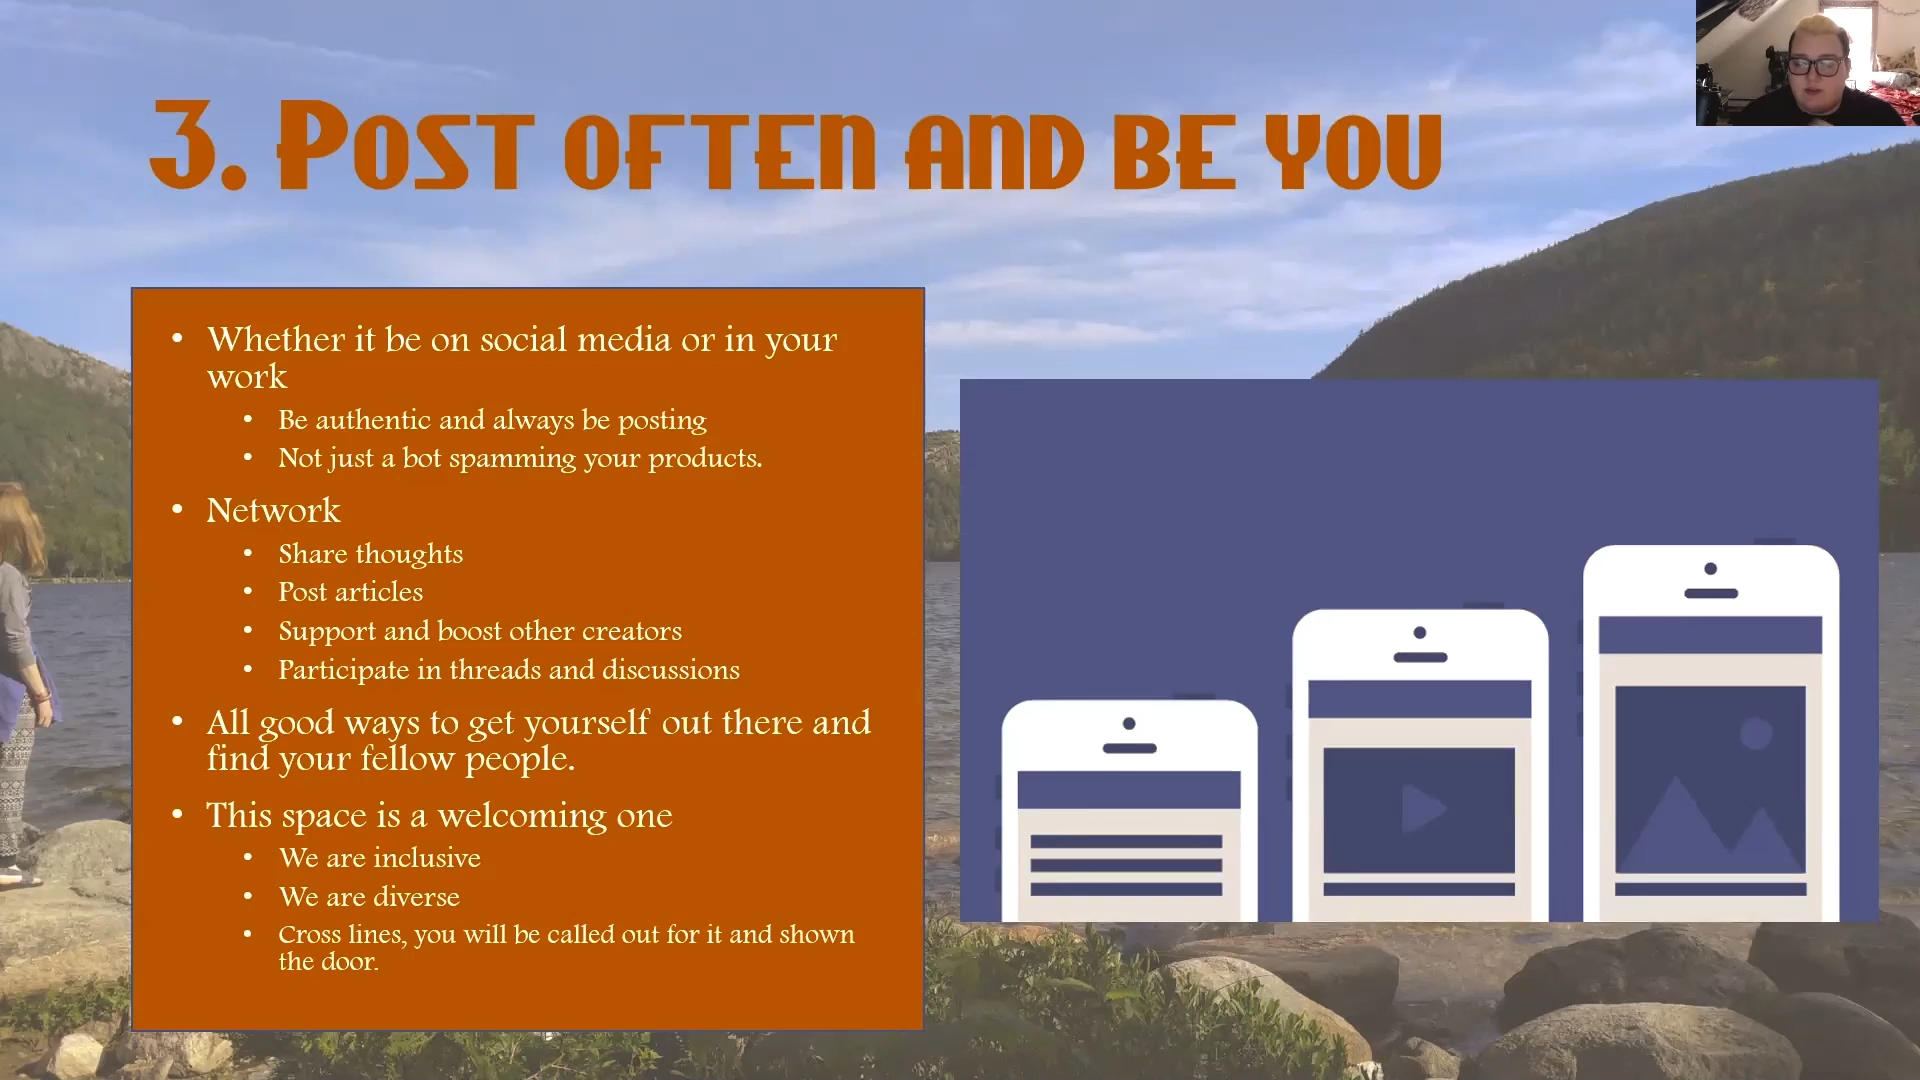 3. Post often and be you
Whether it be on social media or in your
work
Be authentic and always be posting
Not just a bot spamming your products.
Network
Share thoughts
Post articles
Support and boost other creators
Participate in threads and discussions
All good ways to get yourself out there and
find your fellow people.
This space is a welcoming one
We are inclusive
We are diverse
Cross lines, you will be called out for it and shown
the door.